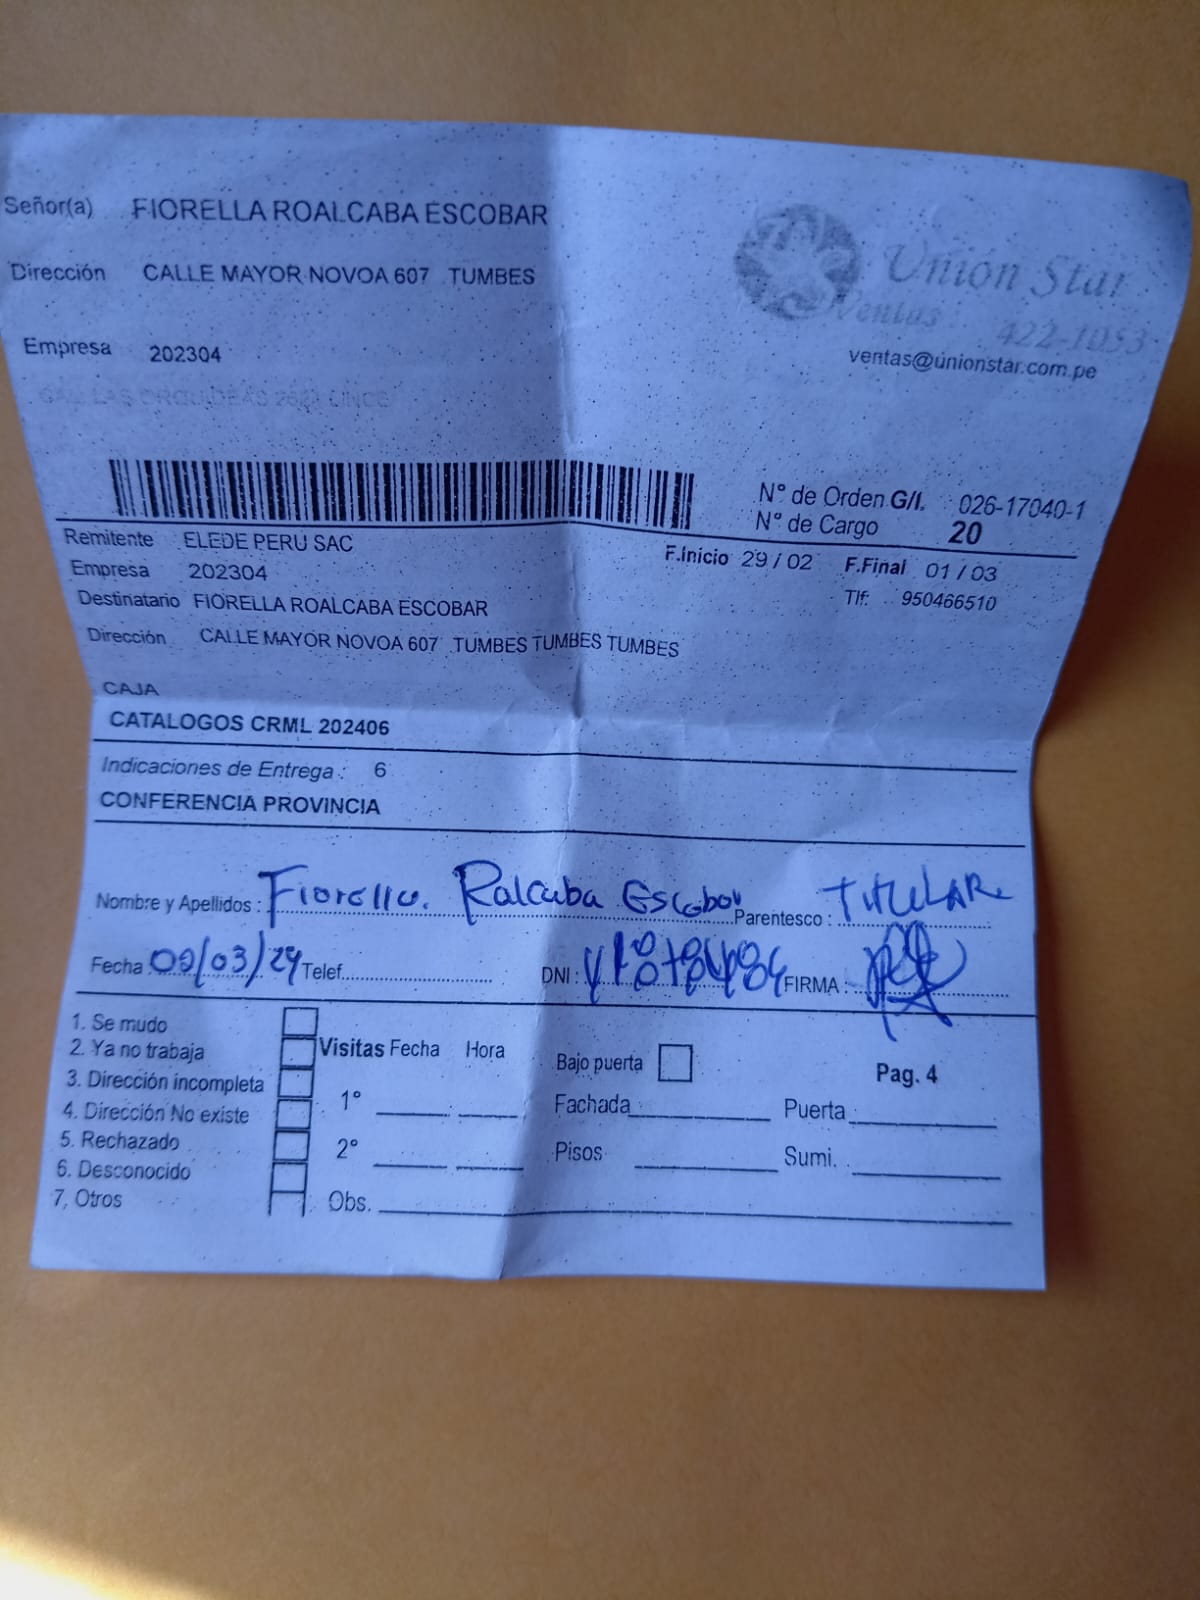 Señor(a) FIORELLA ROALCABA ESCOBAR
Dirección CALLE MAYOR NOVOA 607 TUMBES
Union Star
Ventas 422-1053
ventas@unionstar.com.pe
Empresa 202304
CAL LAS ORQUIDEAS LINCE
N° de Orden G/I. 026-17040-1
N° de Cargo 20
Remitente ELEDE PERU SAC
F.Inicio 29 / 02 F.Final 01 / 03
Empresa 202304
Tlf: 950466510
Destinatario FIORELLA ROALCABA ESCOBAR
Dirección CALLE MAYOR NOVOA 607 TUMBES TUMBES TUMBES
CAJA
CATALOGOS CRML 202406
Indicaciones de Entrega : 6
CONFERENCIA PROVINCIA
Nombre y Apellidos : Fiorella. Ralcaba Escobar Parentesco : TITULAR
Fecha /03/24 Telef. DNI : FIRMA :
1. Se mudo
2. Ya no trabaja
3. Dirección incompleta
4. Dirección No existe
5. Rechazado
6. Desconocido
7, Otros
Visitas Fecha Hora
1°
2°
Obs.
Bajo puerta
Pag. 4
Fachada Puerta
Pisos Sumi.